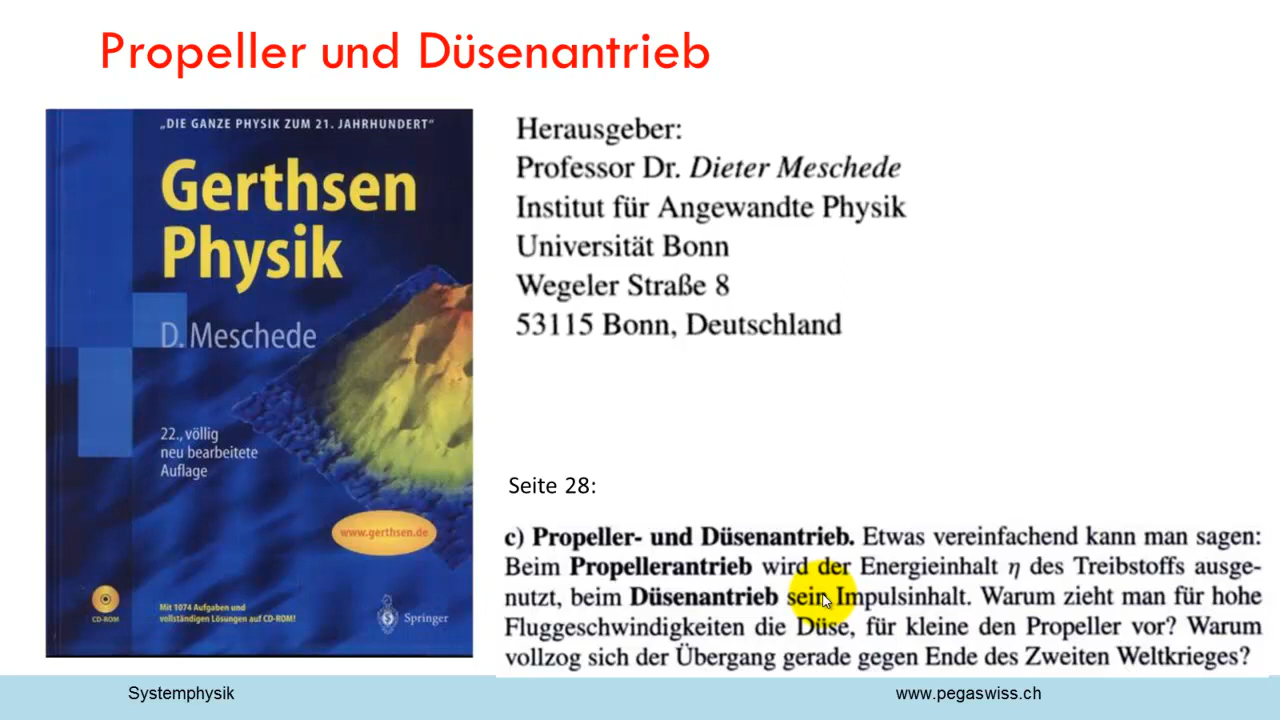 Propeller und Düsenantrieb
„DIE GANZE PHYSIK ZUM 21. JAHRHUNDERT“
Gerthsen
Physik
D. Meschede
22., völlig
neu bearbeitete
Auflage
www.gerthsen.de
CD-ROM
Mit 1074 Aufgaben und
vollständigen Lösungen auf CD-ROM!
Springer
Herausgeber:
Professor Dr. Dieter Meschede
Institut für Angewandte Physik
Universität Bonn
Wegeler Straße 8
53115 Bonn, Deutschland
Seite 28:
c) Propeller- und Düsenantrieb. Etwas vereinfachend kann man sagen:
Beim Propellerantrieb wird der Energieinhalt η des Treibstoffs ausge-
nutzt, beim Düsenantrieb sein Impulsinhalt. Warum zieht man für hohe
Fluggeschwindigkeiten die Düse, für kleine den Propeller vor? Warum
vollzog sich der Übergang gerade gegen Ende des Zweiten Weltkrieges?
Systemphysik
www.pegaswiss.ch